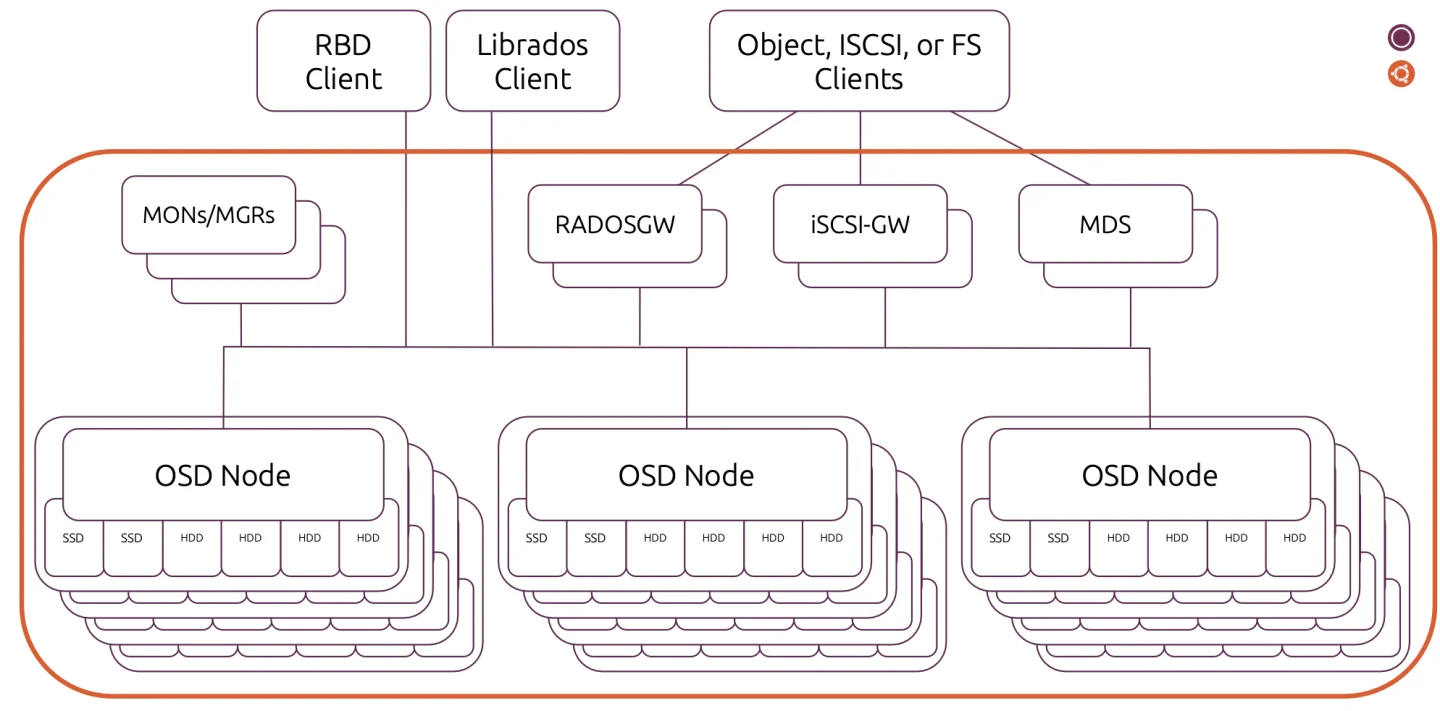 RBD
Client
Librados
Client
Object, ISCSI, or FS
Clients
MONs/MGRs
RADOSGW
iSCSI-GW
MDS
OSD Node
SSD SSD HDD HDD HDD HDD
OSD Node
SSD SSD HDD HDD HDD HDD
OSD Node
SSD SSD HDD HDD HDD HDD